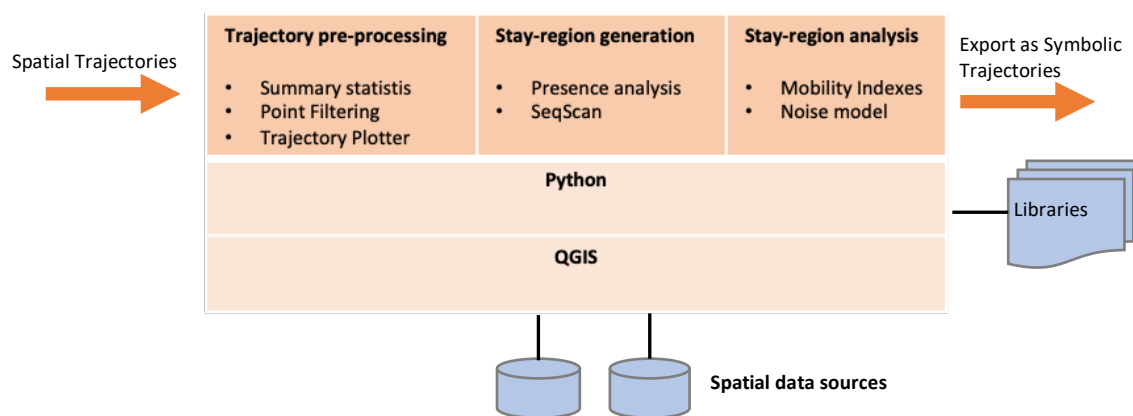 Spatial Trajectories
Trajectory pre-processing
• Summary statistis
• Point Filtering
• Trajectory Plotter
Stay-region generation
• Presence analysis
• SeqScan
Stay-region analysis
• Mobility Indexes
• Noise model
Export as Symbolic
Trajectories
Python
Libraries
QGIS
Spatial data sources